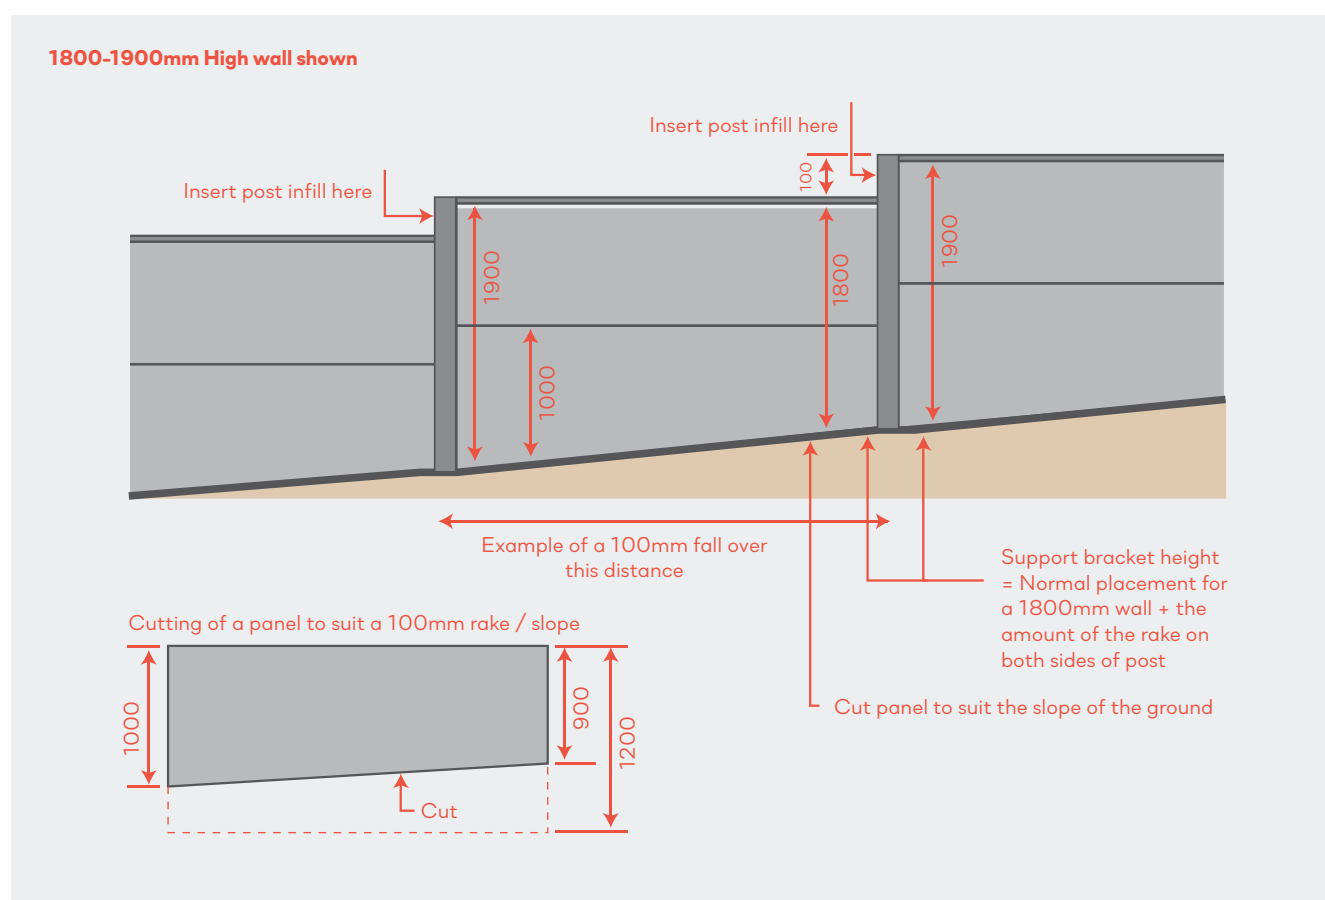 1800-1900mm High wall shown
Insert post infill here
Insert post infill here
100
1900
1000
1800
1900
Example of a 100mm fall over
this distance
Support bracket height
= Normal placement for
a 1800mm wall + the
amount of the rake on
both sides of post
Cut panel to suit the slope of the ground
Cutting of a panel to suit a 100mm rake / slope
1000
900
1200
Cut